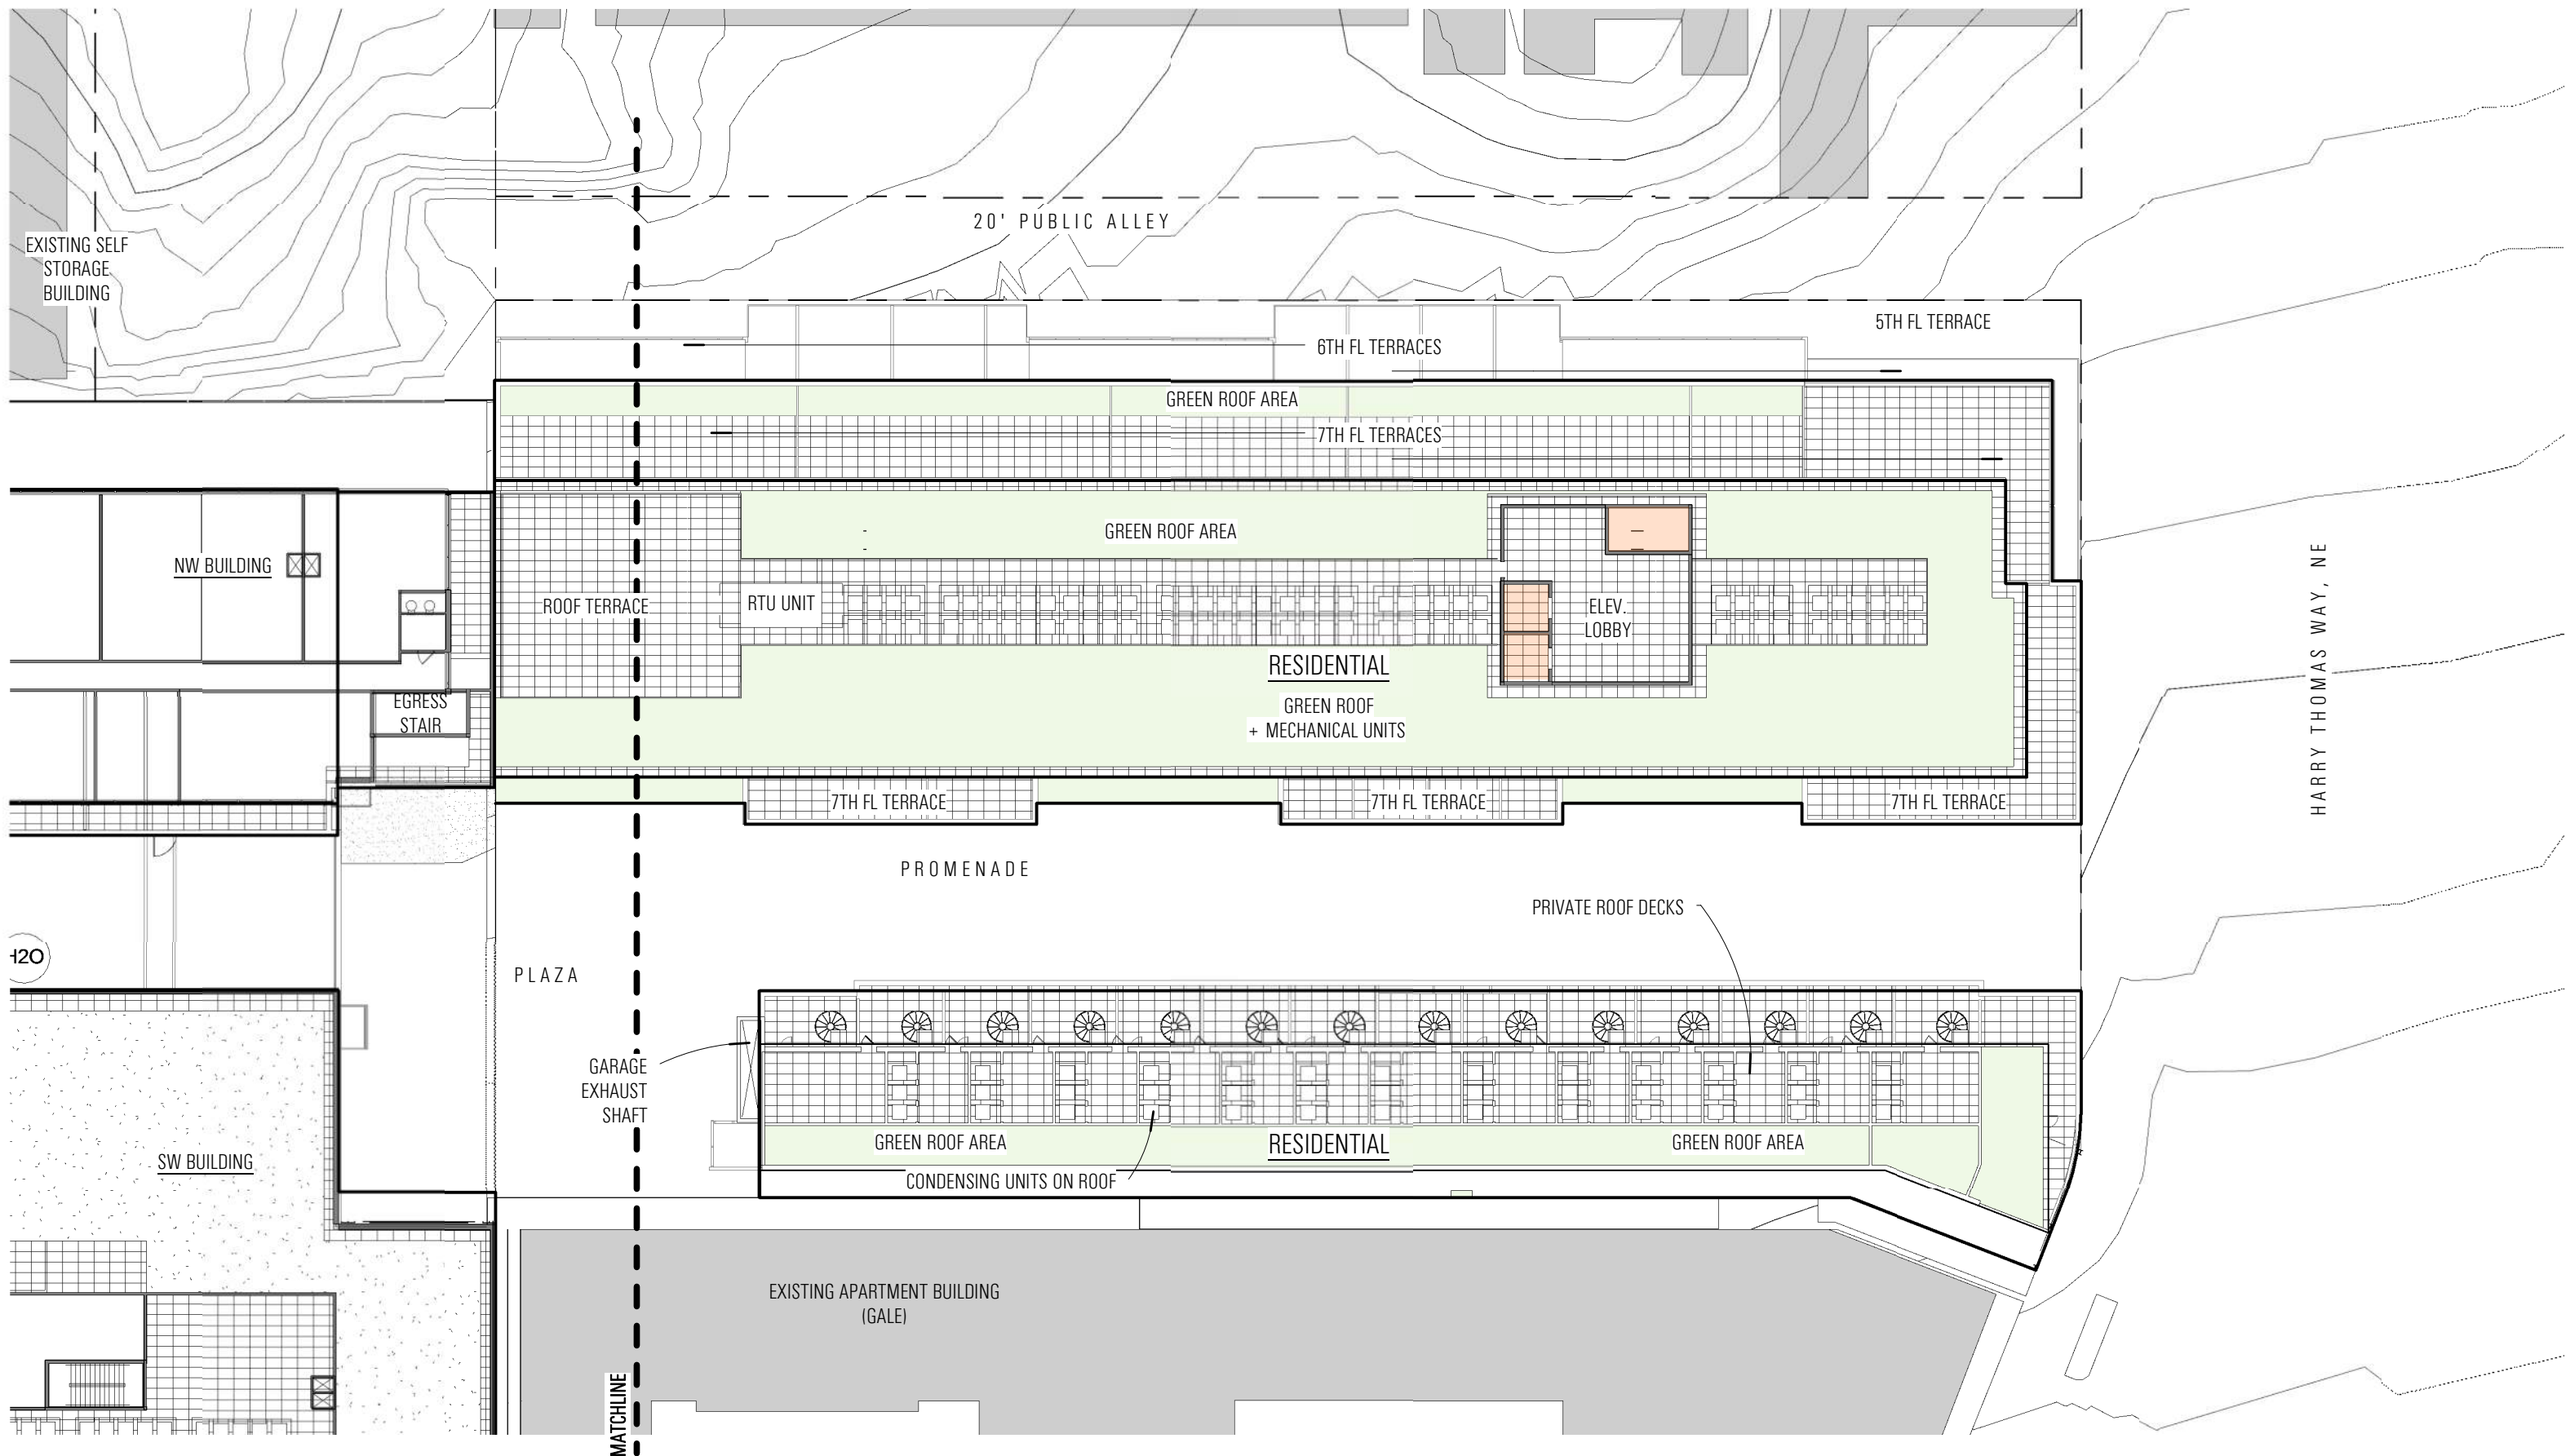 20' PUBLIC ALLEY
EXISTING SELF
STORAGE
BUILDING
5TH FL TERRACE
6TH FL TERRACES
GREEN ROOF AREA
7TH FL TERRACES
GREEN ROOF AREA
NW BUILDING
ROOF TERRACE
RTU UNIT
ELEV.
LOBBY
HARRY THOMAS WAY, NE
RESIDENTIAL
EGRESS
STAIR
GREEN ROOF
+ MECHANICAL UNITS
7TH FL TERRACE
7TH FL TERRACE
7TH FL TERRACE
PROMENADE
PRIVATE ROOF DECKS
H2O
PLAZA
GARAGE
EXHAUST
SHAFT
GREEN ROOF AREA
RESIDENTIAL
GREEN ROOF AREA
SW BUILDING
CONDENSING UNITS ON ROOF
EXISTING APARTMENT BUILDING
(GALE)
MATCHLINE